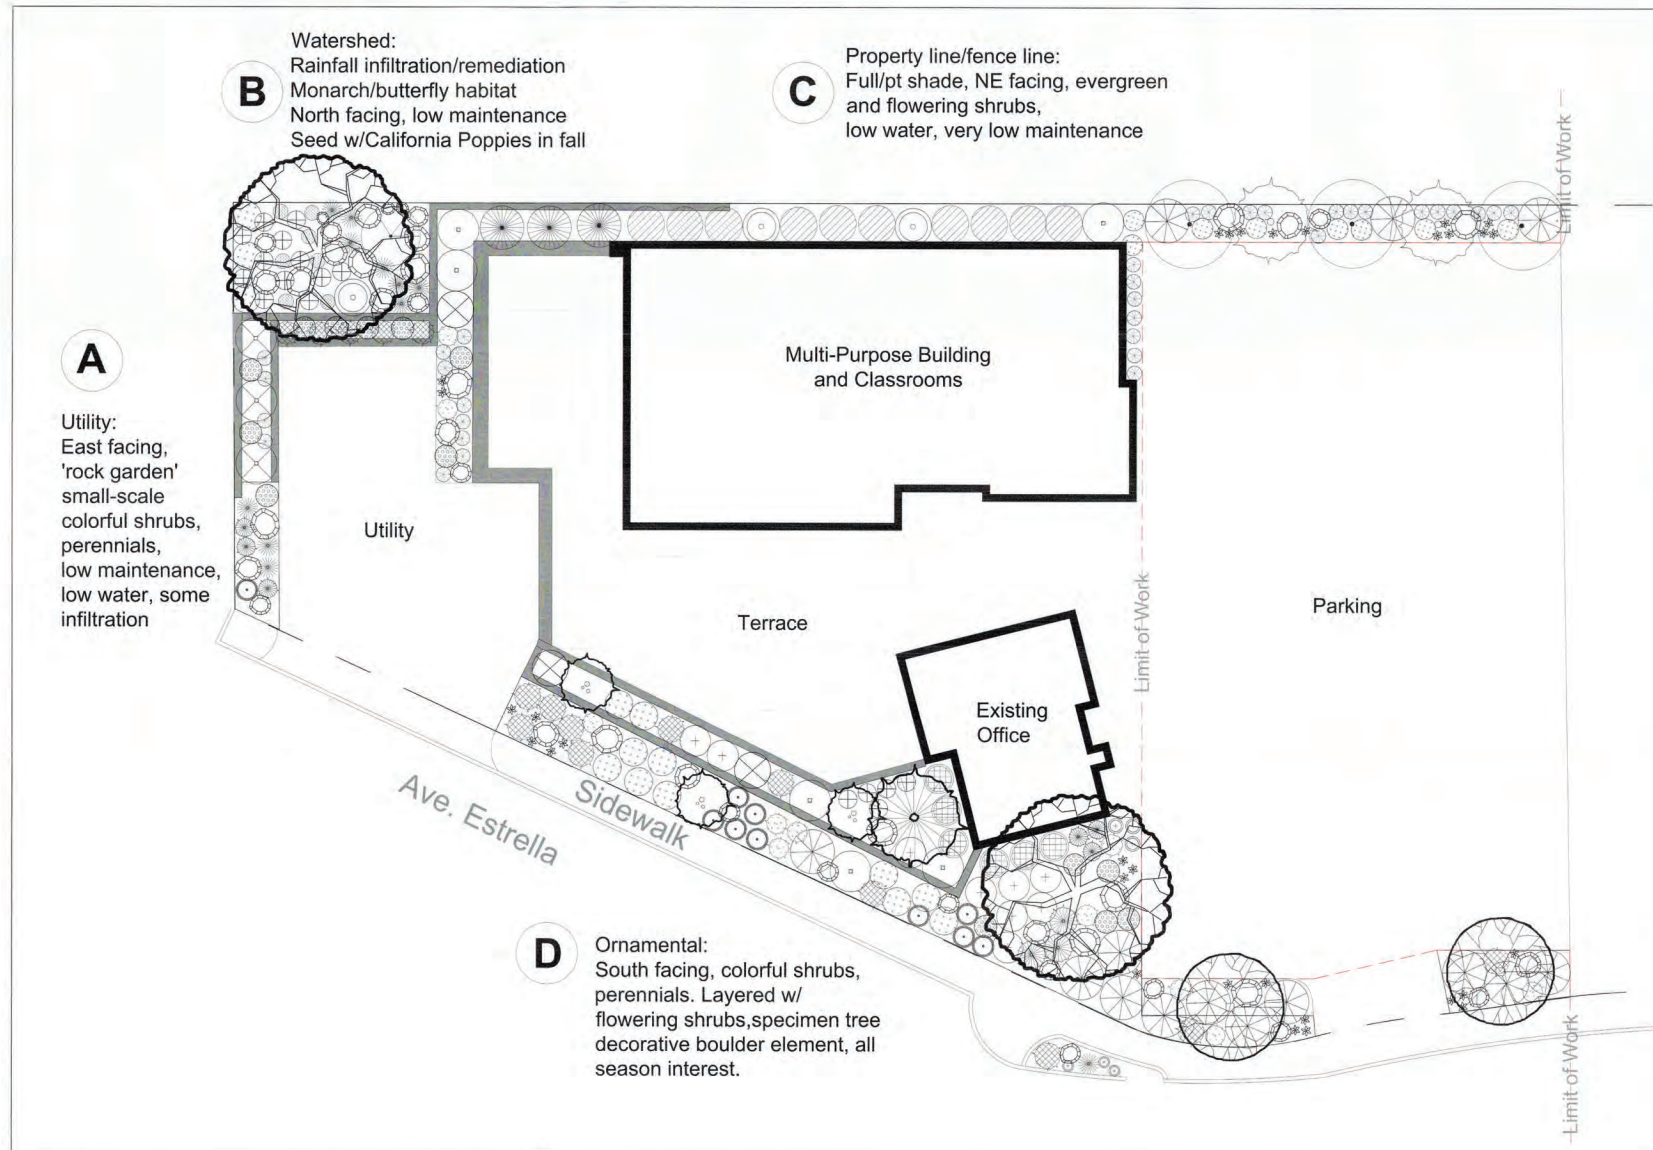 B
Watershed:
Rainfall infiltration/remediation
Monarch/butterfly habitat
North facing, low maintenance
Seed w/California Poppies in fall
C
Property line/fence line:
Full/pt shade, NE facing, evergreen
and flowering shrubs,
low water, very low maintenance
Limit of Work
A
Utility:
East facing,
'rock garden'
small-scale
colorful shrubs,
perennials,
low maintenance,
low water, some
infiltration
Multi-Purpose Building
and Classrooms
Utility
Terrace
Limit of Work
Parking
Existing
Office
Ave. Estrella
Sidewalk
D
Ornamental:
South facing, colorful shrubs,
perennials. Layered w/
flowering shrubs,specimen tree
decorative boulder element, all
season interest.
Limit of Work